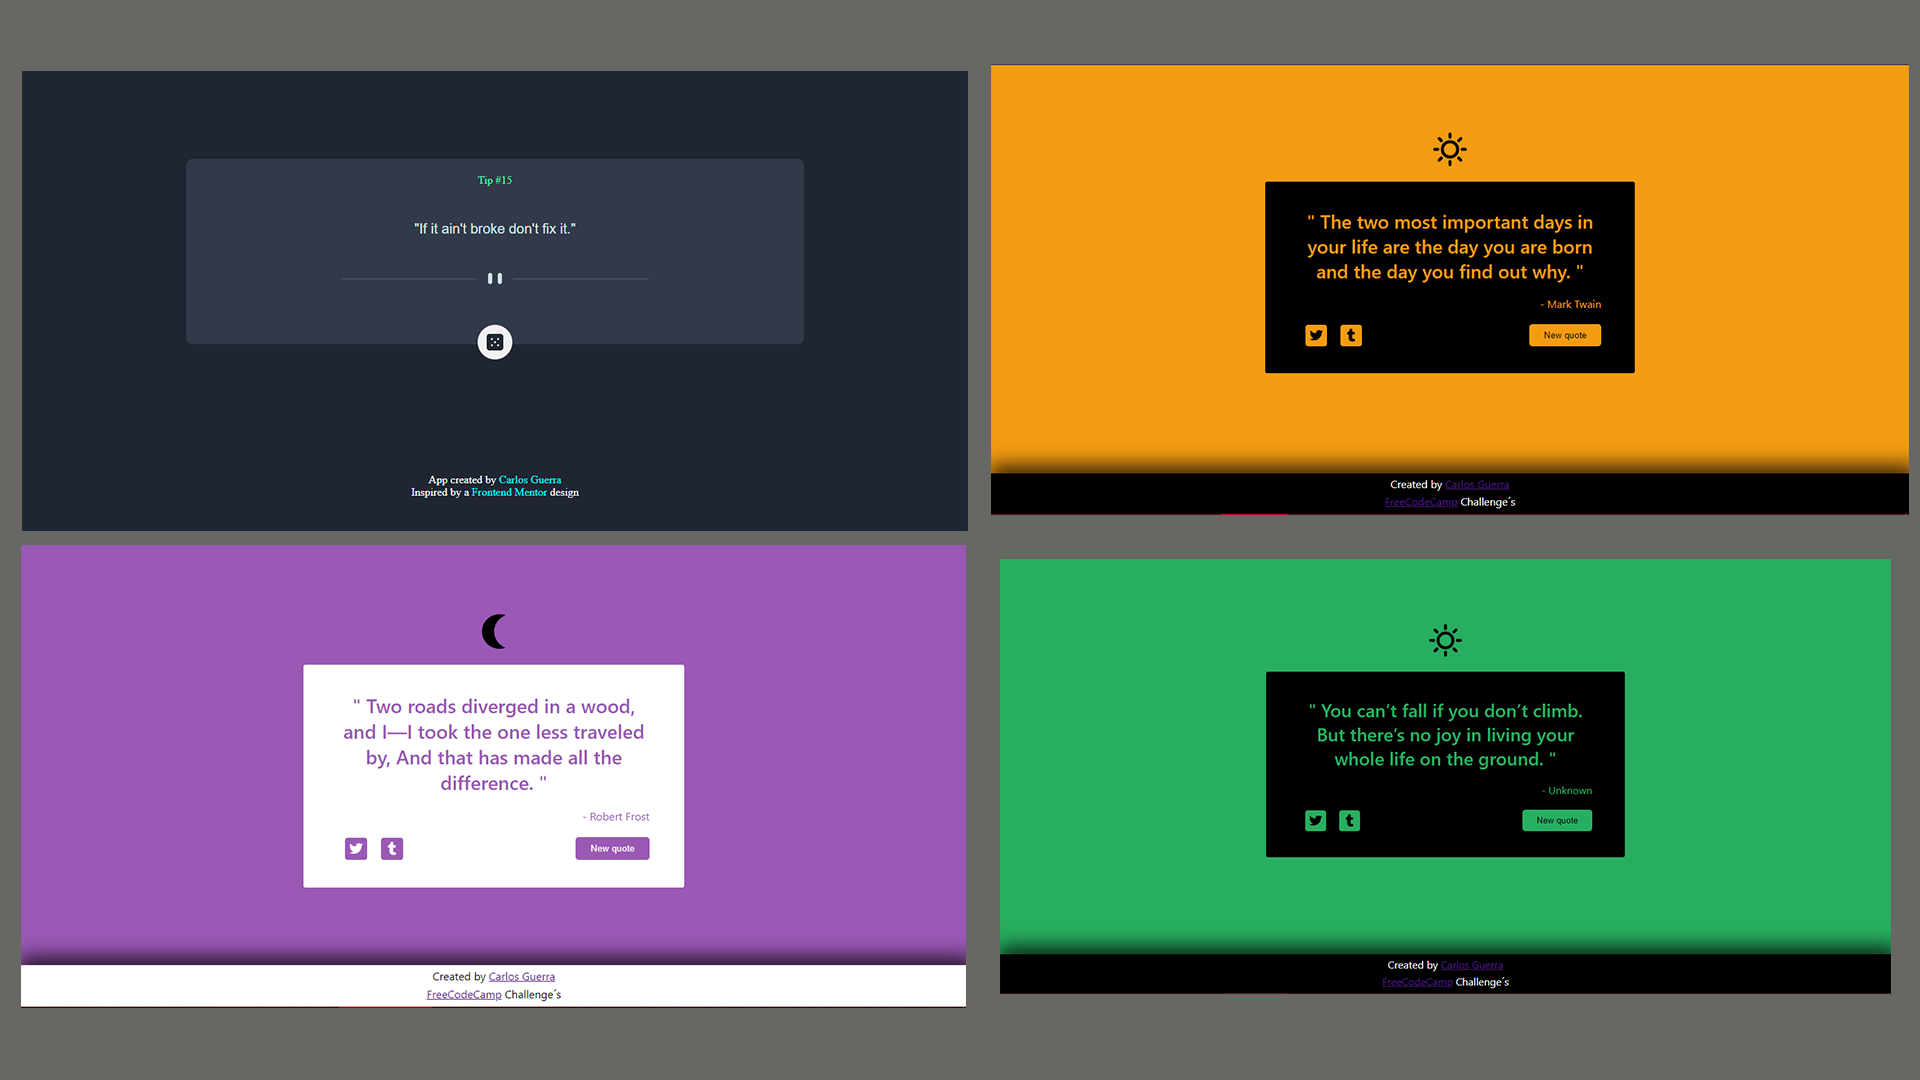 Tip #15
"If it ain't broke don't fix it."
App created by Carlos Guerra
Inspired by a Frontend Mentor design
" The two most important days in
your life are the day you are born
and the day you find out why. "
- Mark Twain
New quote
Created by Carlos Guerra
FreeCodeCamp Challenge´s
" Two roads diverged in a wood,
and I—I took the one less traveled
by, And that has made all the
difference. "
- Robert Frost
New quote
Created by Carlos Guerra
FreeCodeCamp Challenge´s
" You can’t fall if you don’t climb.
But there’s no joy in living your
whole life on the ground. "
- Unknown
New quote
Created by Carlos Guerra
FreeCodeCamp Challenge´s